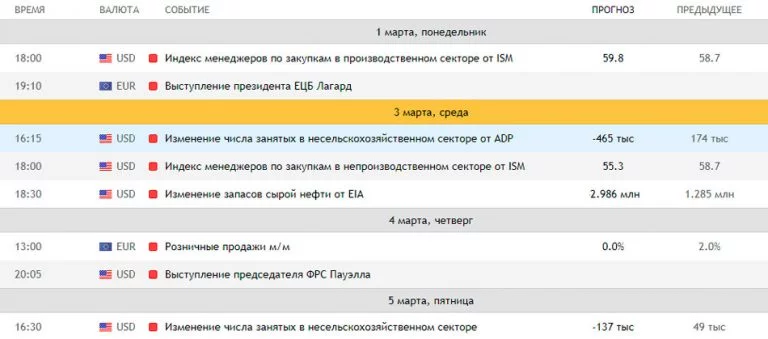 ВРЕМЯ ВАЛЮТА СОБЫТИЕ ПРОГНОЗ ПРЕДЫДУЩЕЕ
1 марта, понедельник
18:00 USD Индекс менеджеров по закупкам в производственном секторе от ISM 59.8 58.7
19:10 EUR Выступление президента ЕЦБ Лагард
3 марта, среда
16:15 USD Изменение числа занятых в несельскохозяйственном секторе от ADP -465 тыс 174 тыс
18:00 USD Индекс менеджеров по закупкам в непроизводственном секторе от ISM 55.3 58.7
18:30 USD Изменение запасов сырой нефти от EIA 2.986 млн 1.285 млн
4 марта, четверг
13:00 EUR Розничные продажи м/м 0.0% 2.0%
20:05 USD Выступление председателя ФРС Пауэлла
5 марта, пятница
16:30 USD Изменение числа занятых в несельскохозяйственном секторе -137 тыс 49 тыс